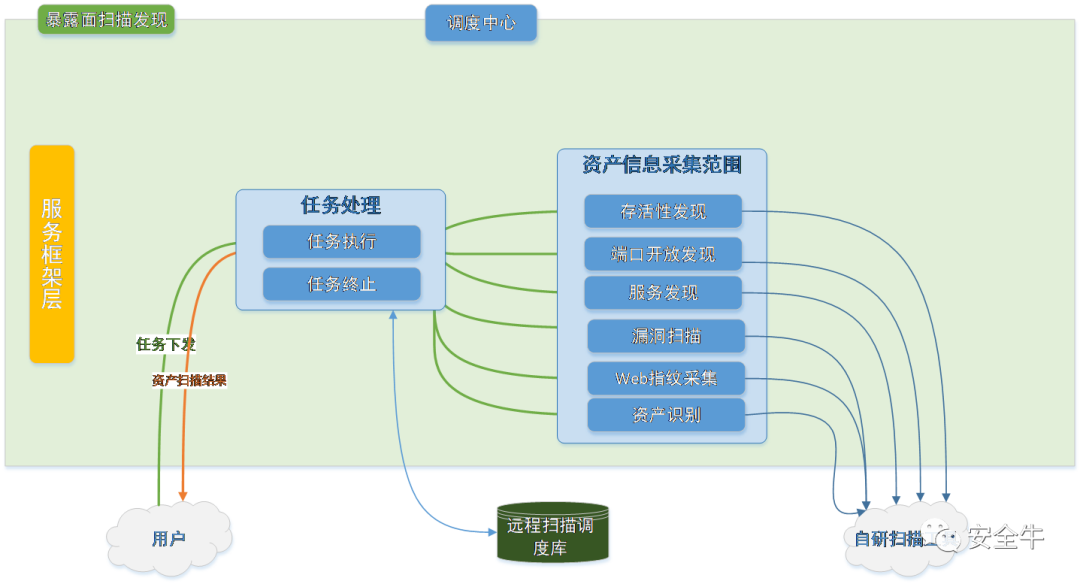 暴露面扫描发现
调度中心
服务框架层
任务处理
任务执行
任务终止
资产信息采集范围
存活性发现
端口开放发现
服务发现
漏洞扫描
Web指纹采集
资产识别
任务下发
资产扫描结果
用户
远程扫描调
度库
自研扫描
安全牛